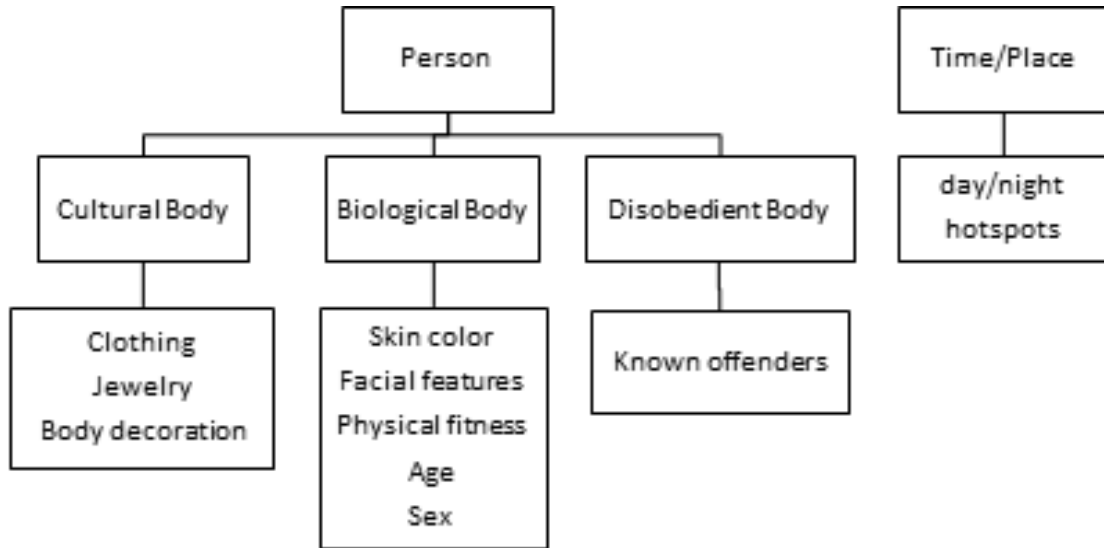 Person
Time/Place
Cultural Body
Biological Body
Disobedient Body
day/night
hotspots
Clothing
Jewelry
Body decoration
Skin color
Facial features
Physical fitness
Age
Sex
Known offenders